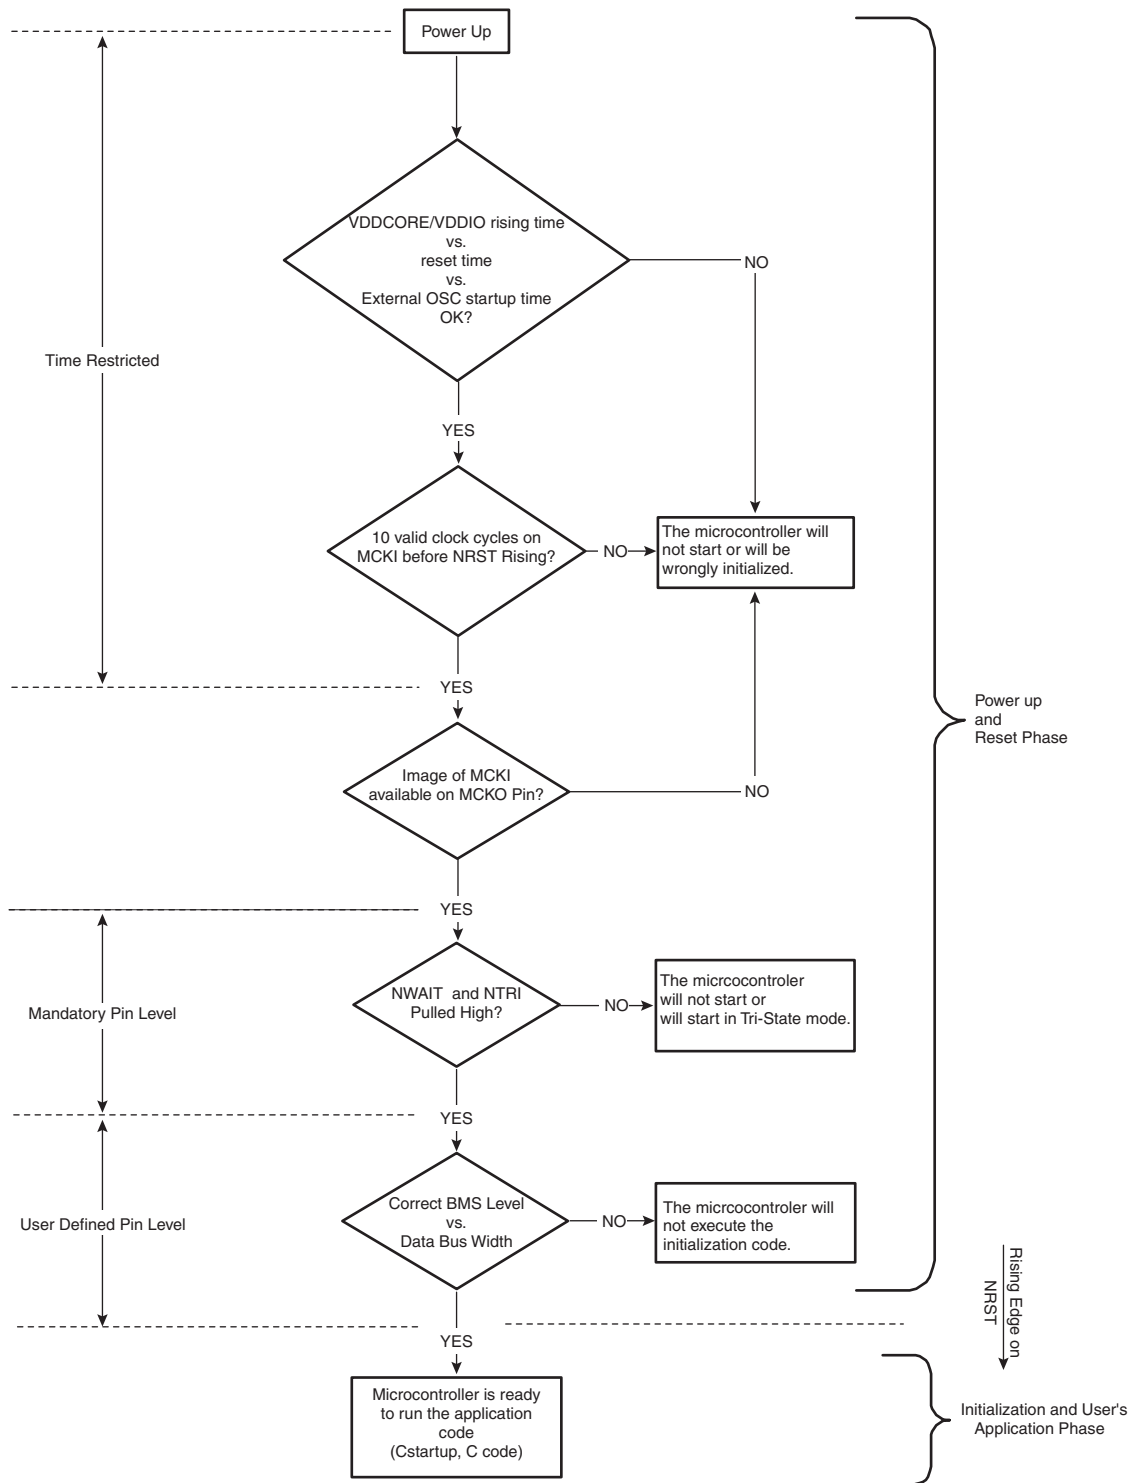 Power Up
VDDCORE/VDDIO rising time
vs.
reset time
vs.
External OSC startup time
OK?
NO
Time Restricted
YES
10 valid clock cycles on
MCKI before NRST Rising?
NO
The microcontroller will
not start or will be
wrongly initialized.
YES
Power up
and
Reset Phase
Image of MCKI
available on MCKO Pin?
NO
YES
Mandatory Pin Level
NWAIT and NTRI
Pulled High?
NO
The micrcocontroler
will not start or
will start in Tri-State mode.
YES
User Defined Pin Level
Correct BMS Level
vs.
Data Bus Width
NO
The micrcocontroler will
not execute the
initialization code.
Rising Edge on
NRST
YES
Microcontroller is ready
to run the application
code
(Cstartup, C code)
Initialization and User's
Application Phase